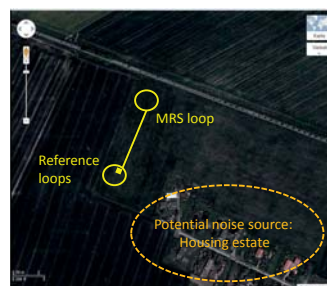 MRS loop
Reference
loops
Potential noise source:
Housing estate